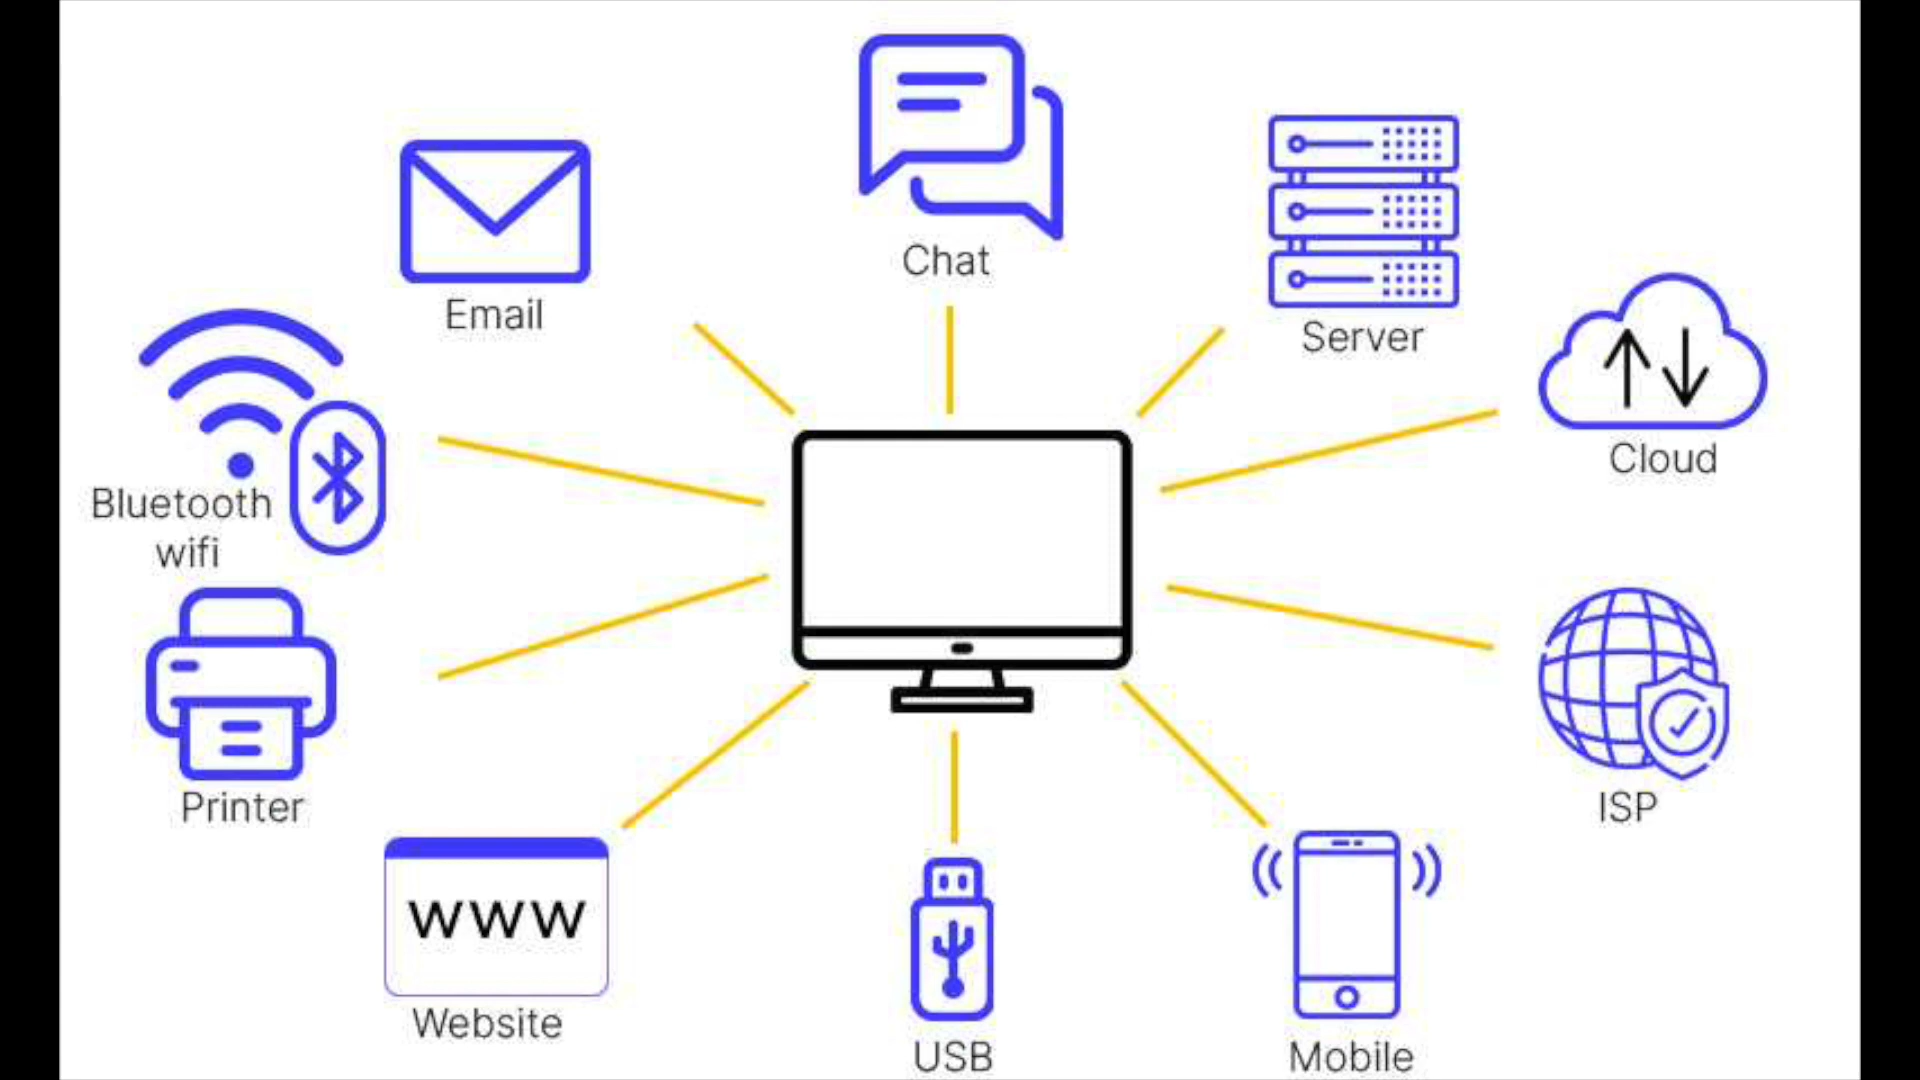 Chat
Email
Server
Cloud
Bluetooth
wifi
Printer
ISP
www
Website
USB
Mobile